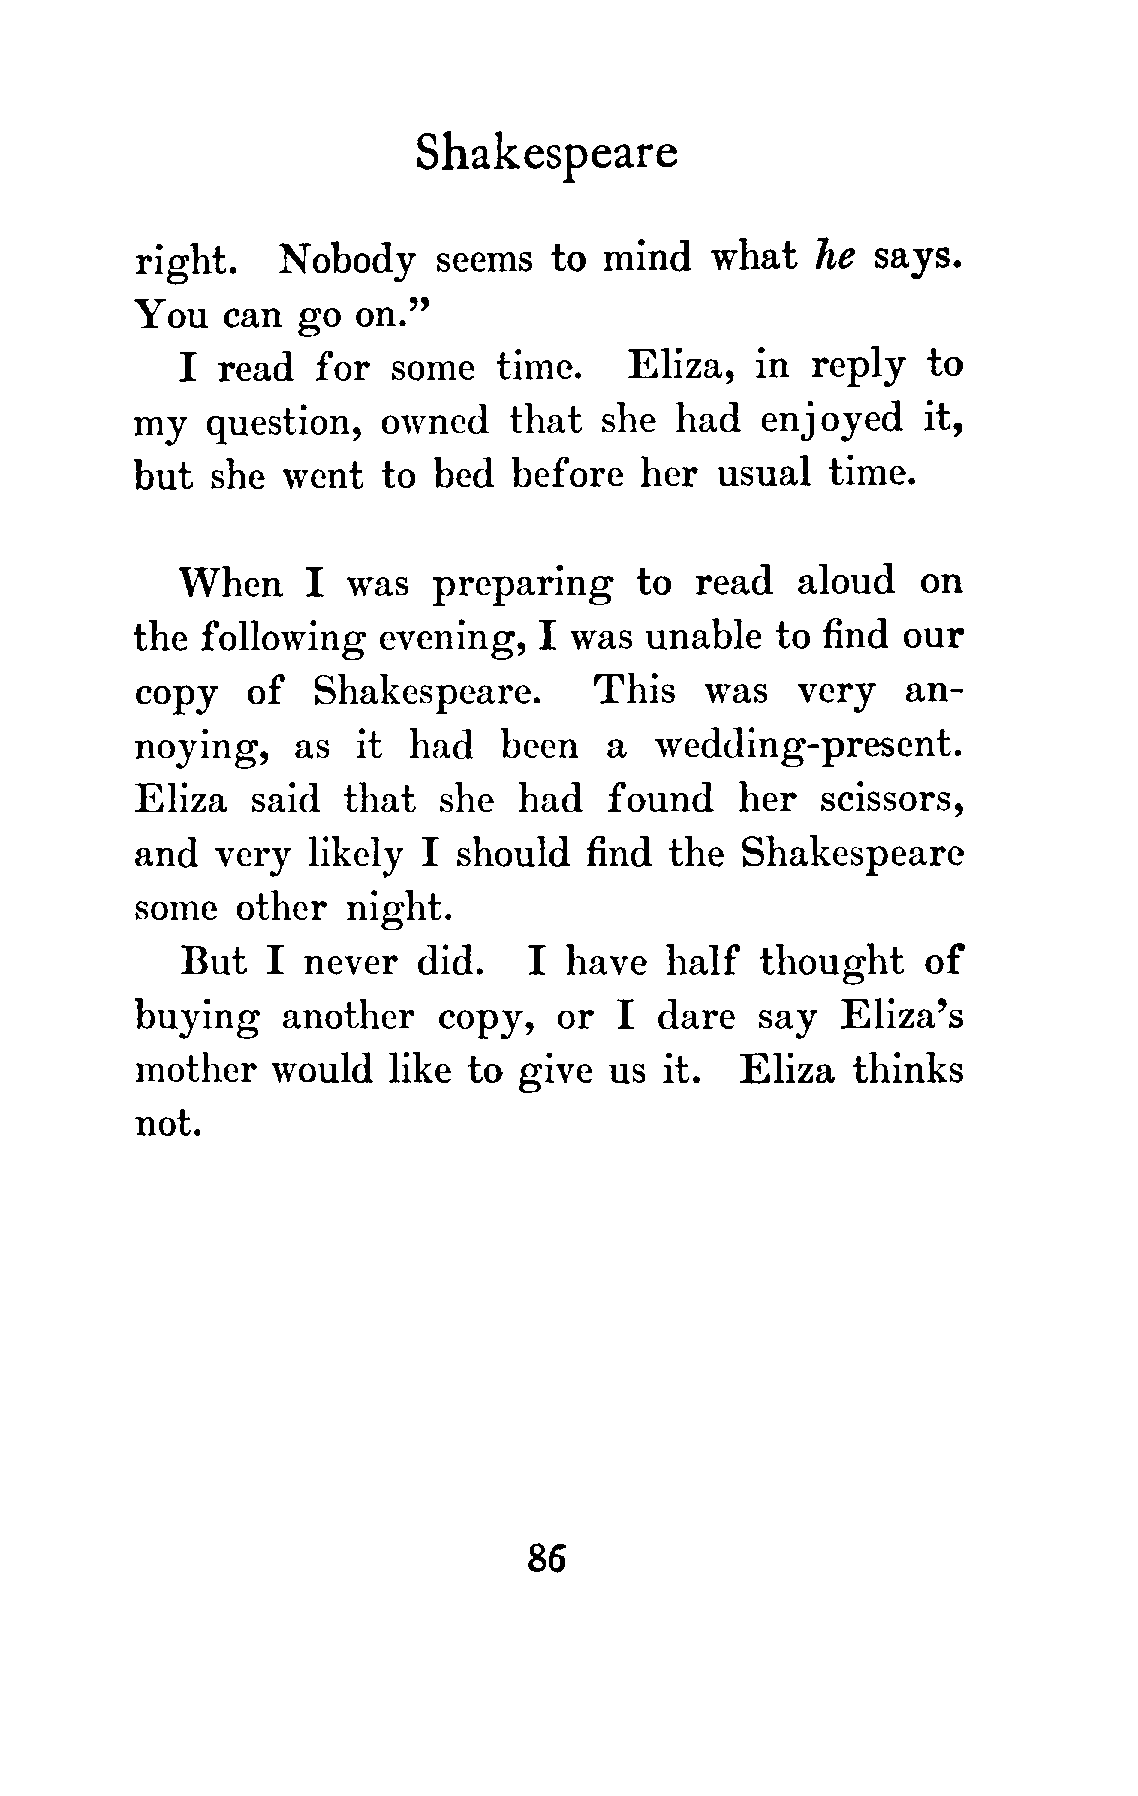 Shakespeare
right. Nobody seems to mind what he says.
You can go on.”
I read for some time. Eliza, in reply to
my question, owned that she had enjoyed it,
but she went to bed before her usual time.
When I was preparing to read aloud on
the following evening, I was unable to find our
copy of Shakespeare. This was very an-
noying, as it had been a wedding-present.
Eliza said that she had found her scissors,
and very likely I should find the Shakespeare
some other night.
But I never did. I have half thought of
buying another copy, or I dare say Eliza’s
mother would like to give us it. Eliza thinks
not.
86